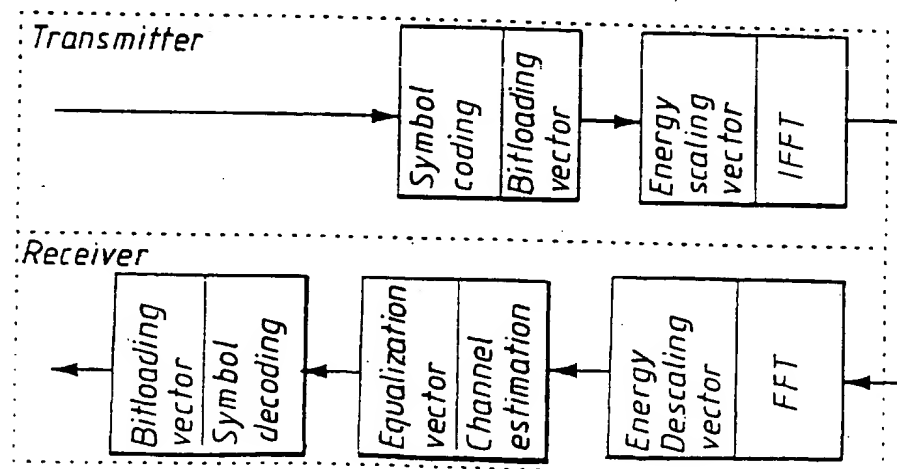 Transmitter
Symbol
coding
Bitloading
vector
Energy
scaling
vector
IFFT
Receiver
Bitloading
vector
Symbol
decoding
Equalization
vector
Channel
estimation
Energy
Descaling
vector
FFT